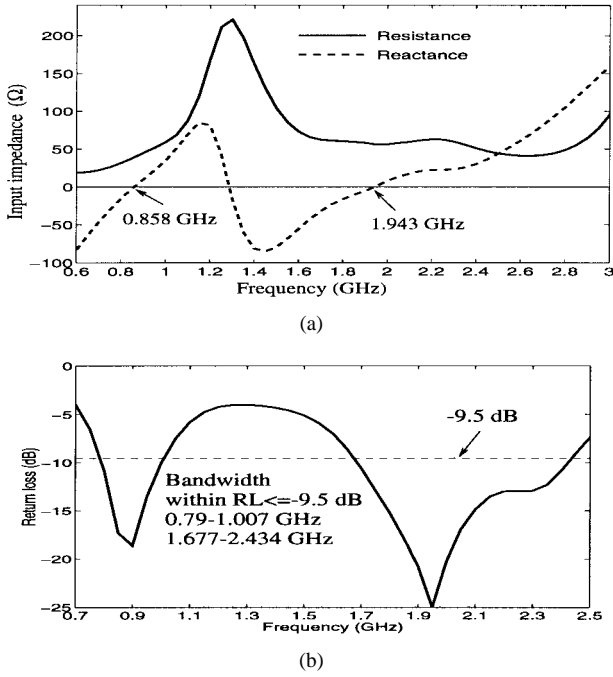 200
150
100
50
0
−50
−100
Input impedance (Ω)
Resistance
Reactance
0.858 GHz
1.943 GHz
0.6 0.8 1 1.2 1.4 1.6 1.8 2 2.2 2.4 2.6 2.8 3
Frequency (GHz)
(a)
0
−5
−10
−15
−20
−25
Return loss (dB)
-9.5 dB
Bandwidth
within RL<=-9.5 dB
0.79-1.007 GHz
1.677-2.434 GHz
0.7 0.9 1.1 1.3 1.5 1.7 1.9 2.1 2.3 2.5
Frequency (GHz)
(b)